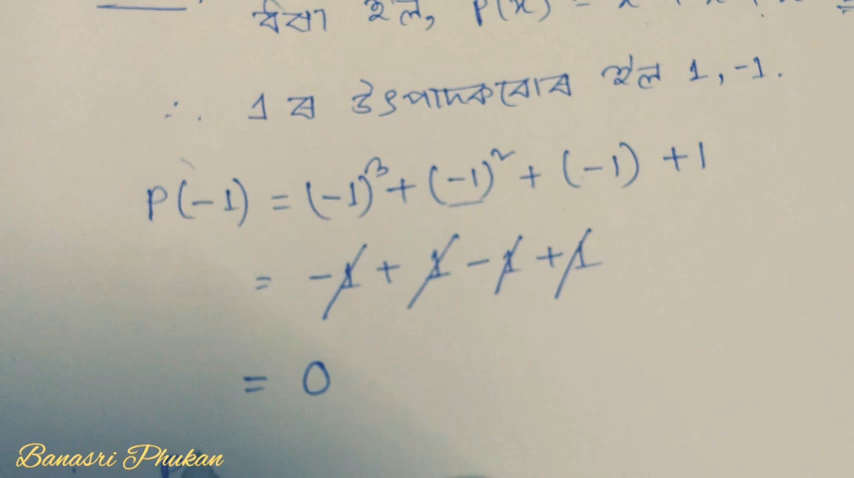 হ'ল, P(x) =
∴ 1 ৰ উৎপাদকবোৰ হ'ল 1, -1.
P(-1) = (-1)³ + (-1)² + (-1) + 1
= -1 + 1 - 1 + 1
= 0
Banasri Phukan